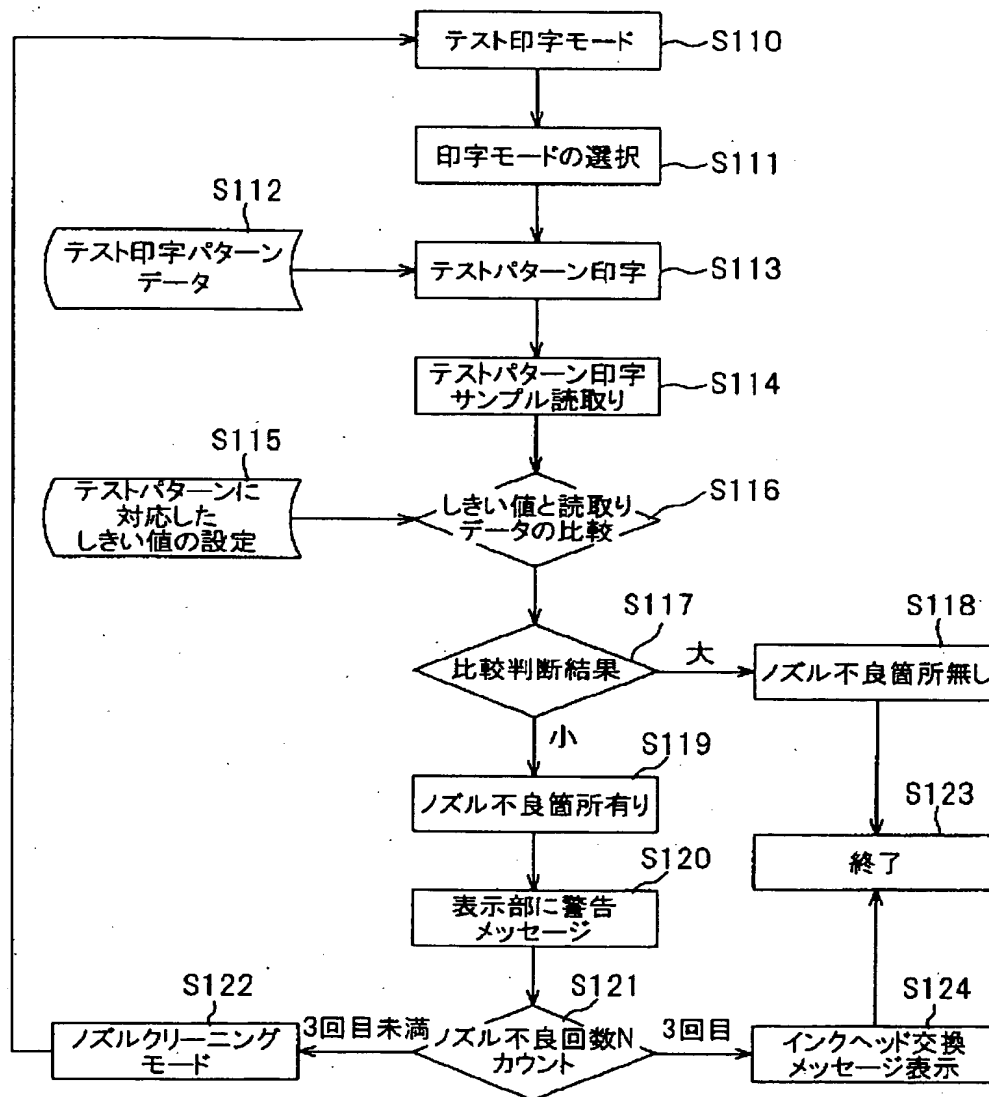 テスト印字モード
S110
印字モードの選択
S111
S112
テスト印字パターン
データ
テストパターン印字
S113
テストパターン印字
サンプル読取り
S114
S115
テストパターンに
対応した
しきい値の設定
しきい値と読取り
データの比較
S116
S117
比較判断結果
大
S118
ノズル不良箇所無し
小
S119
ノズル不良箇所有り
S123
終了
S120
表示部に警告
メッセージ
S121
ノズル不良回数N
カウント
3回目未満
S122
ノズルクリーニング
モード
3回目
S124
インクヘッド交換
メッセージ表示